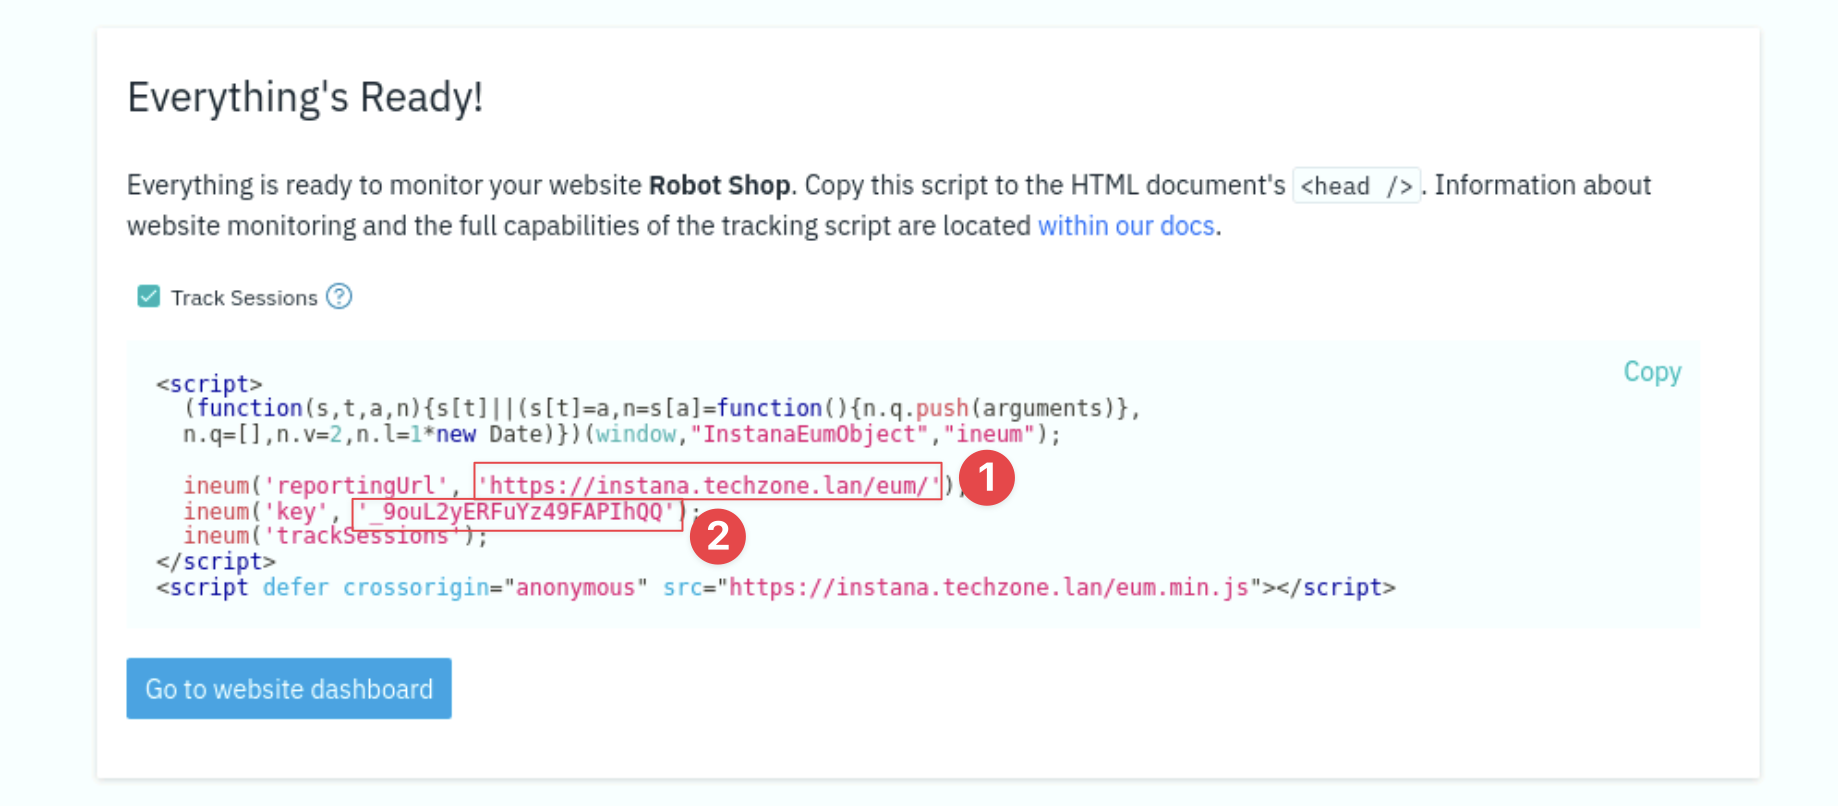 Everything's Ready!
Everything is ready to monitor your website Robot Shop. Copy this script to the HTML document's <head />. Information about
website monitoring and the full capabilities of the tracking script are located within our docs.
Track Sessions ?
Copy
<script>
  (function(s,t,a,n){s[t]||(s[t]=a,n=s[a]=function(){n.q.push(arguments)},
  n.q=[],n.v=2,n.l=1*new Date)})(window,"InstanaEumObject","ineum");
  ineum('reportingUrl', 'https://instana.techzone.lan/eum/'); 1
  ineum('key', '_9ouL2yERFuYz49FAPIhQQ'); 2
  ineum('trackSessions');
</script>
<script defer crossorigin="anonymous" src="https://instana.techzone.lan/eum.min.js"></script>
Go to website dashboard